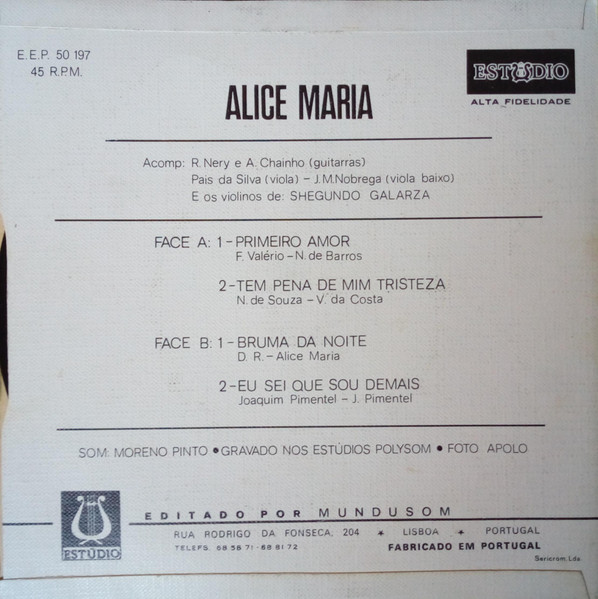 E.E.P. 50 197
45 R.P.M.
ESTÚDIO
ALTA FIDELIDADE
ALICE MARIA
Acomp: R. Nery e A. Chainho (guitarras)
Pais da Silva (viola) – J.M. Nobrega (viola baixo)
E os violinos de: SHEGUNDO GALARZA
FACE A: 1 – PRIMEIRO AMOR
F. Valério – N. de Barros
2 – TEM PENA DE MIM TRISTEZA
N. de Souza – V. da Costa
FACE B: 1 – BRUMA DA NOITE
D. R. – Alice Maria
2 – EU SEI QUE SOU DEMAIS
Joaquim Pimentel – J. Pimentel
SOM: MORENO PINTO • GRAVADO NOS ESTÚDIOS POLYSOM • FOTO APOLO
EDITADO POR MUNDUSOM
RUA RODRIGO DA FONSECA, 204 * LISBOA * PORTUGAL
TELEFS. 68 56 71 - 68 81 72 FABRICADO EM PORTUGAL
ESTÚDIO
Sericrom, Lda